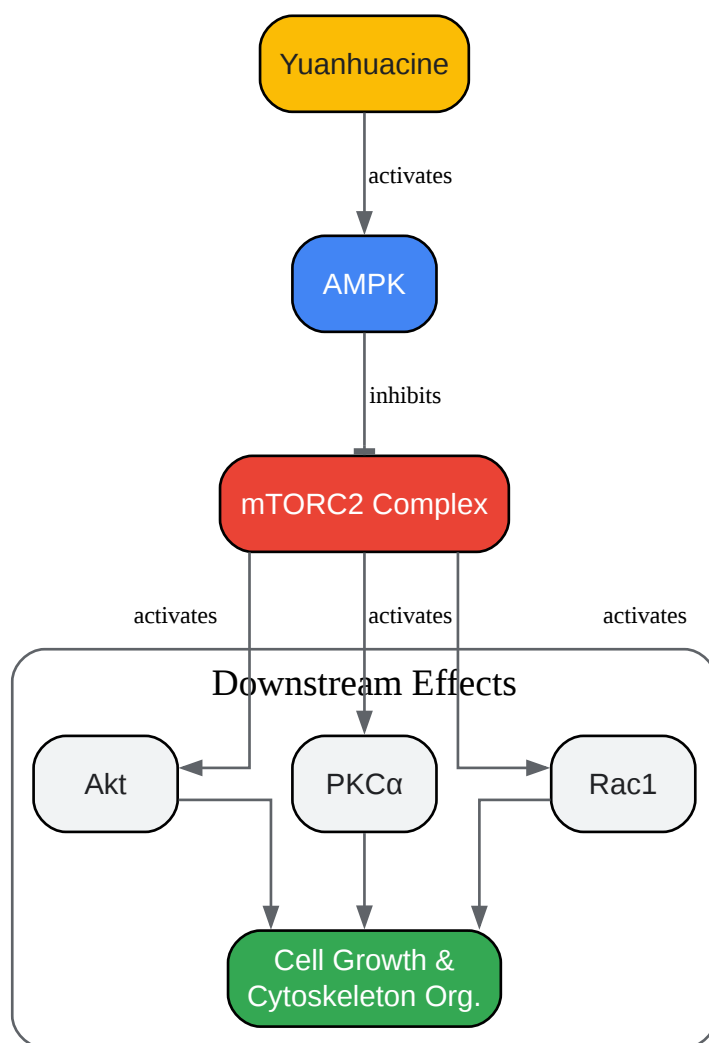 Yuanhuacine
activates
AMPK
inhibits
mTORC2 Complex
activates
activates
activates
Downstream Effects
Akt
PKCα
Rac1
Cell Growth &
Cytoskeleton Org.